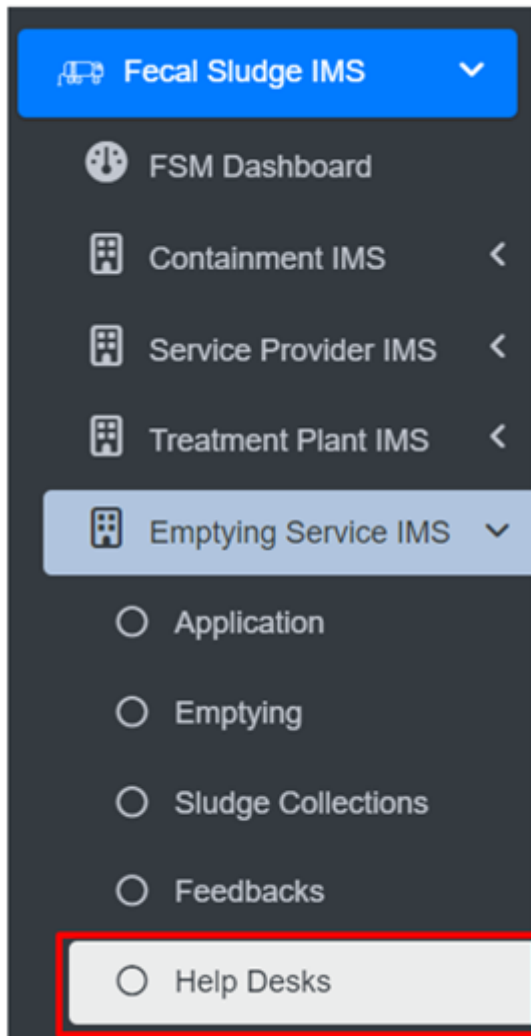 Fecal Sludge IMS
FSM Dashboard
Containment IMS
Service Provider IMS
Treatment Plant IMS
Emptying Service IMS
Application
Emptying
Sludge Collections
Feedbacks
Help Desks